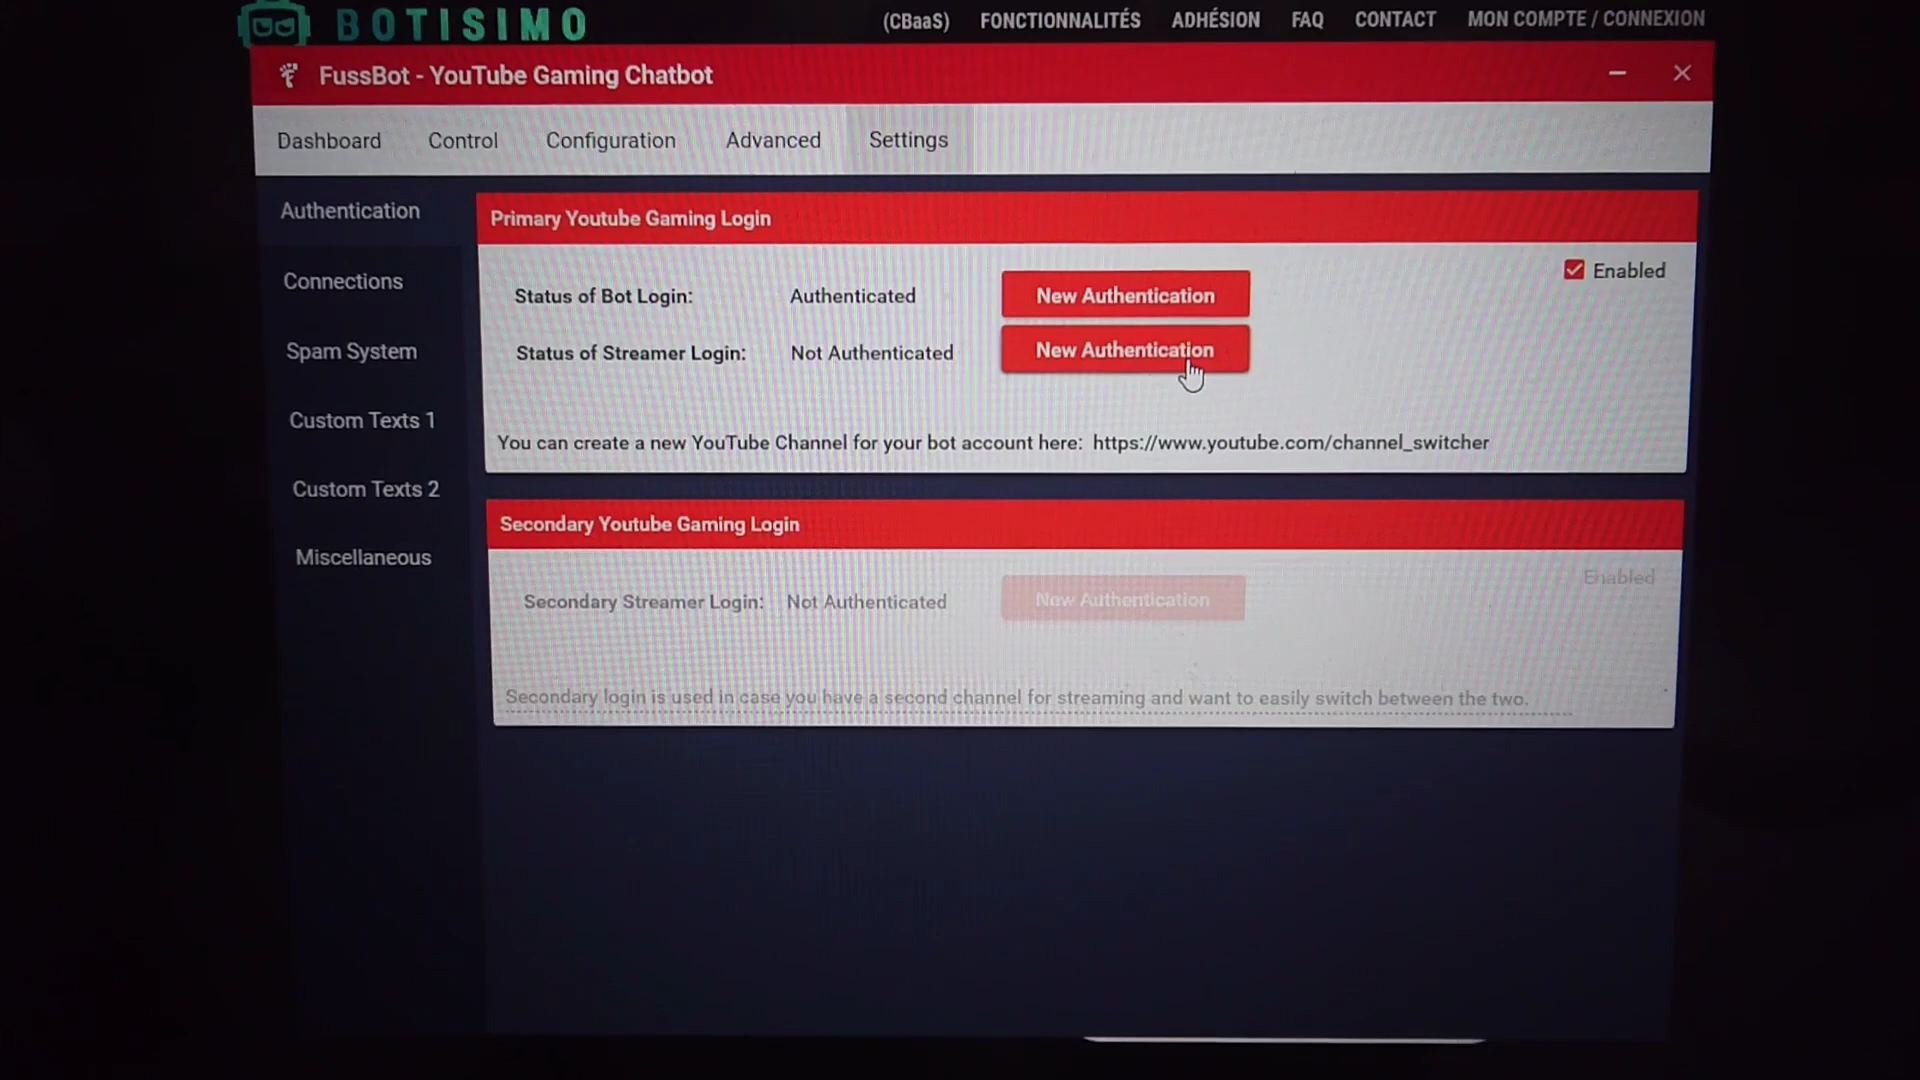 BOTISIMO
(CBaaS) FONCTIONNALITÉS ADHÉSION FAQ CONTACT MON COMPTE / CONNEXION
FussBot - YouTube Gaming Chatbot
Dashboard Control Configuration Advanced Settings
Authentication
Connections
Spam System
Custom Texts 1
Custom Texts 2
Miscellaneous
Primary Youtube Gaming Login
Enabled
Status of Bot Login: Authenticated New Authentication
Status of Streamer Login: Not Authenticated New Authentication
You can create a new YouTube Channel for your bot account here: https://www.youtube.com/channel_switcher
Secondary Youtube Gaming Login
Enabled
Secondary Streamer Login: Not Authenticated New Authentication
Secondary login is used in case you have a second channel for streaming and want to easily switch between the two.